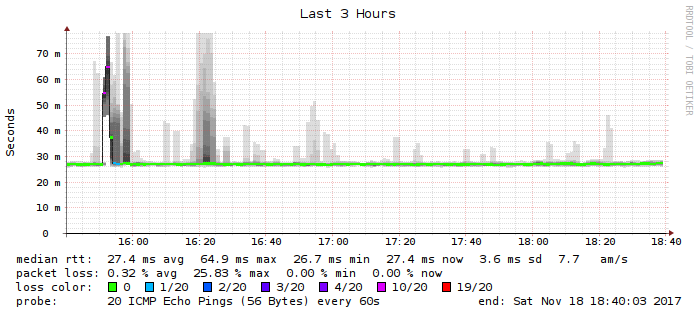 Last 3 Hours
RRDTOOL / TOBI OETIKER
Seconds
70 m
60 m
50 m
40 m
30 m
20 m
10 m
0
16:00 16:20 16:40 17:00 17:20 17:40 18:00 18:20 18:40
median rtt: 27.4 ms avg 64.9 ms max 26.7 ms min 27.4 ms now 3.6 ms sd 7.7 am/s
packet loss: 0.32 % avg 25.83 % max 0.00 % min 0.00 % now
loss color: 0 1/20 2/20 3/20 4/20 10/20 19/20
probe: 20 ICMP Echo Pings (56 Bytes) every 60s end: Sat Nov 18 18:40:03 2017